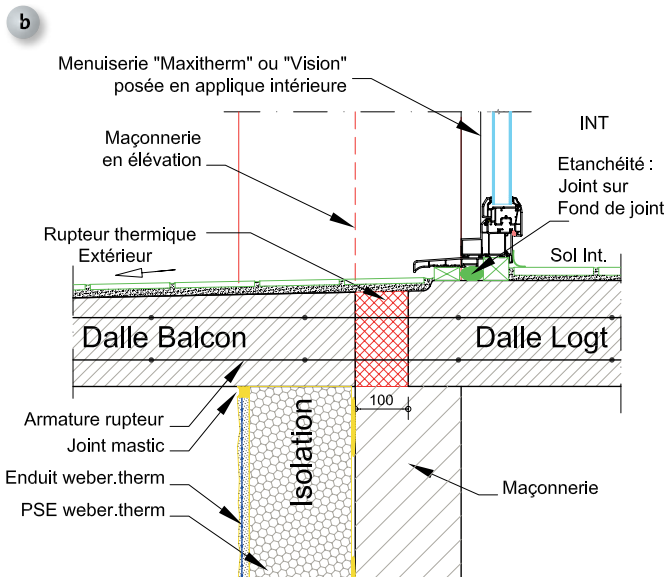 b
Menuiserie "Maxitherm" ou "Vision"
posée en applique intérieure
INT
Maçonnerie
en élévation
Etanchéité :
Joint sur
Fond de joint
Rupteur thermique
Extérieur
Sol Int.
Dalle Balcon
Dalle Logt
100
Armature rupteur
Joint mastic
Isolation
Enduit weber.therm
Maçonnerie
PSE weber.therm